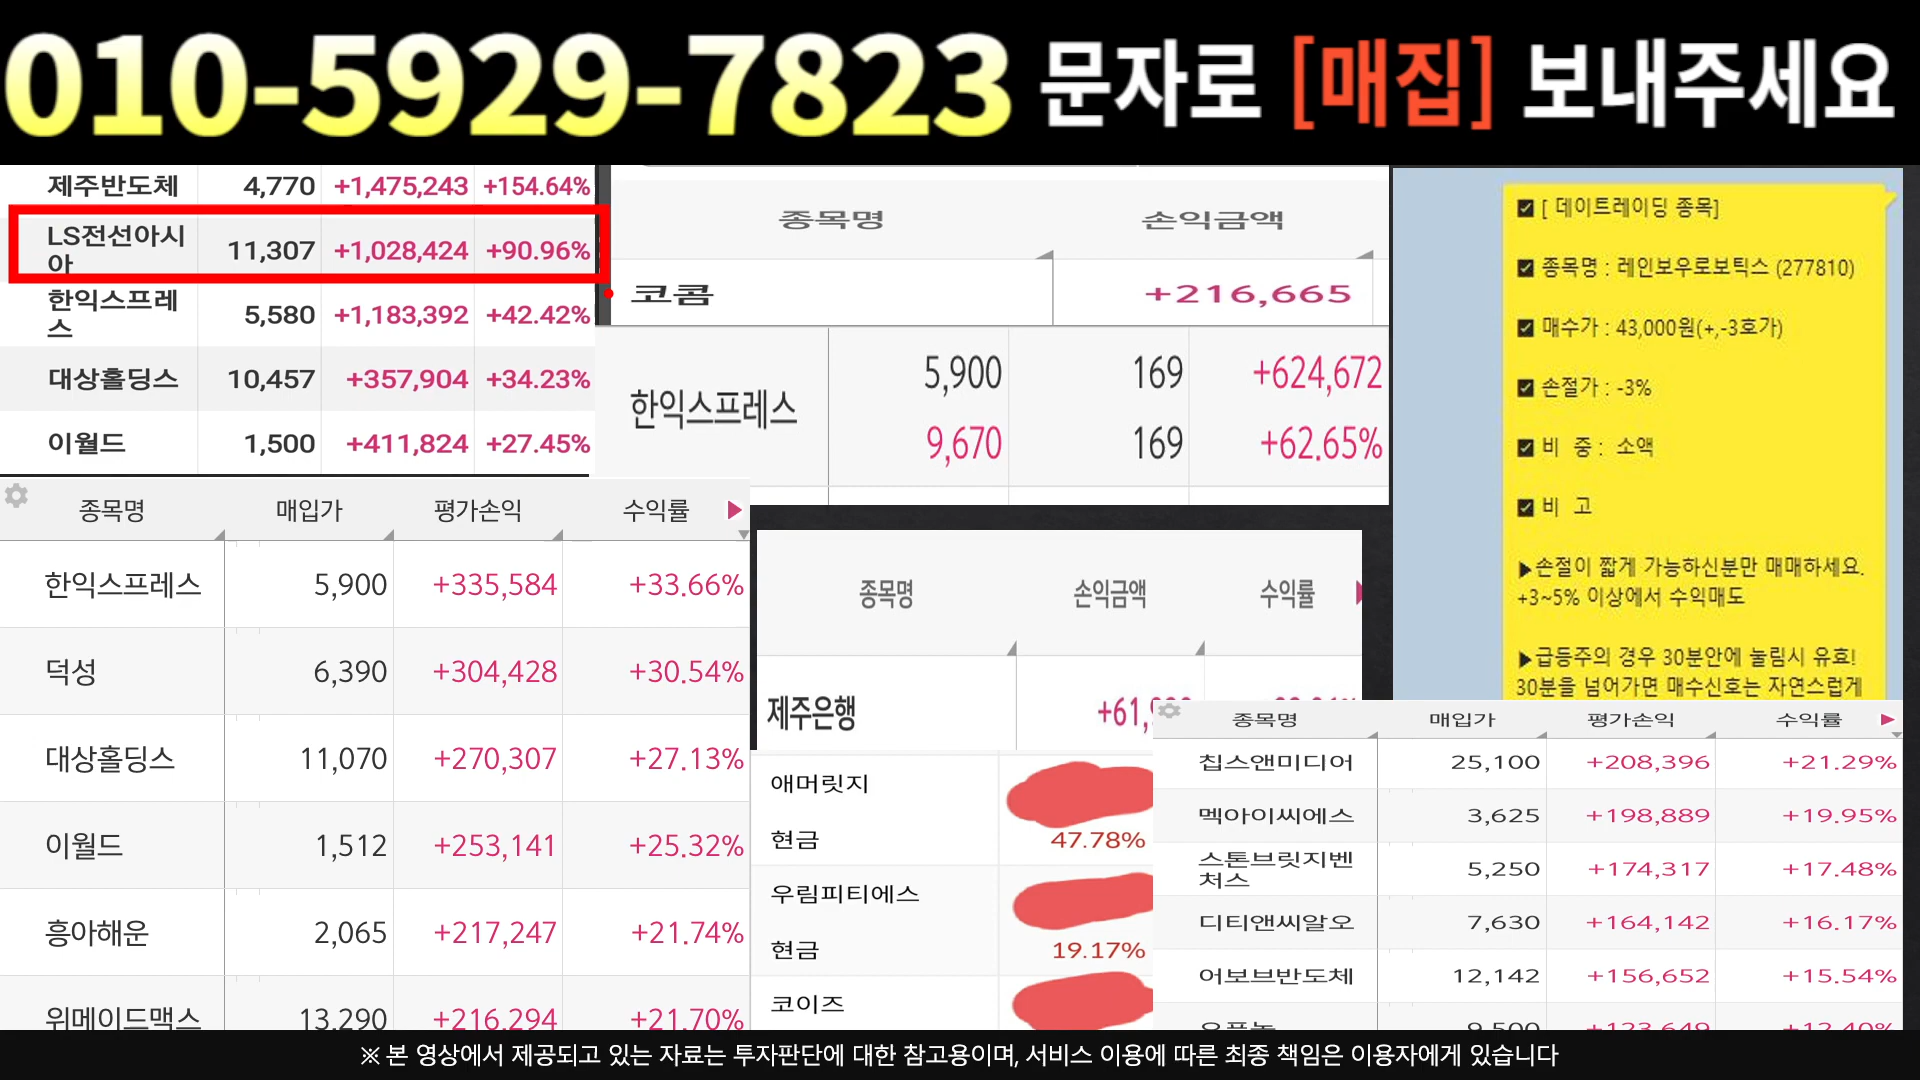 010-5929-7823 문자로 [매집] 보내주세요
제주반도체 4,770 +1,475,243 +154.64%
LS전선아시
아 11,307 +1,028,424 +90.96%
한익스프레
스 5,580 +1,183,392 +42.42%
대상홀딩스 10,457 +357,904 +34.23%
이월드 1,500 +411,824 +27.45%
종목명 손익금액
코콤 +216,665
한익스프레스
5,900 169 +624,672
9,670 169 +62.65%
☑ [ 데이트레이딩 종목]
☑ 종목명 : 레인보우로보틱스 (277810)
☑ 매수가 : 43,000원(+,-3호가)
☑ 손절가 : -3%
☑ 비 중 : 소액
☑ 비 고
▶손절이 짧게 가능하신분만 매매하세요.
+3~5% 이상에서 수익매도
▶급등주의 경우 30분안에 눌림시 유효!
30분을 넘어가면 매수신호는 자연스럽게
종목명 매입가 평가손익 수익률
한익스프레스 5,900 +335,584 +33.66%
덕성 6,390 +304,428 +30.54%
대상홀딩스 11,070 +270,307 +27.13%
이월드 1,512 +253,141 +25.32%
흥아해운 2,065 +217,247 +21.74%
위메이드맥스 13,290 +216,294 +21.70%
종목명 손익금액 수익률
제주은행 +61,
애머릿지
현금 47.78%
우림피티에스
현금 19.17%
코이즈
종목명 매입가 평가손익 수익률
칩스앤미디어 25,100 +208,396 +21.29%
멕아이씨에스 3,625 +198,889 +19.95%
스톤브릿지벤
처스 5,250 +174,317 +17.48%
디티앤씨알오 7,630 +164,142 +16.17%
어보브반도체 12,142 +156,652 +15.54%
※ 본 영상에서 제공되고 있는 자료는 투자판단에 대한 참고용이며, 서비스 이용에 따른 최종 책임은 이용자에게 있습니다